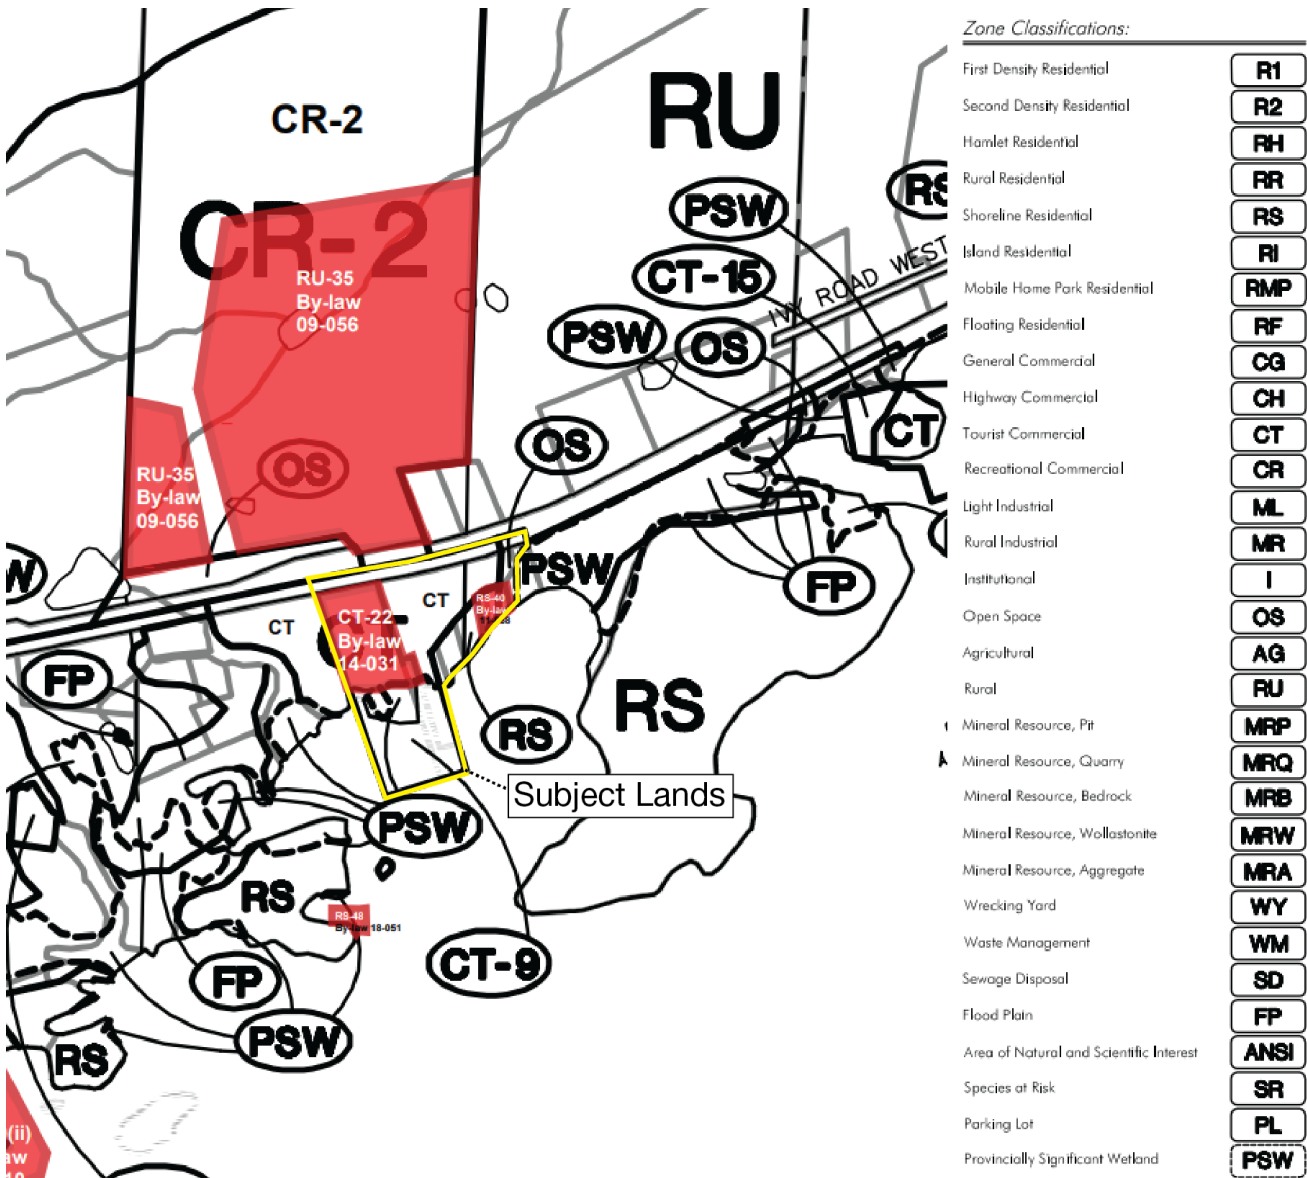 CR-2
RU
CR-2
RU-35
By-law
09-056
PSW
RS
CT-15
IVY ROAD WEST
PSW
OS
CT
OS
RU-35
By-law
09-056
OS
W
PSW
FP
CT
RS-40
By-law
CT
CT-22
By-law
14-031
FP
RS
RS
Subject Lands
PSW
RS
RS-48
By-law 18-051
CT-9
FP
PSW
RS
(ii)
aw
Zone Classifications:
First Density Residential R1
Second Density Residential R2
Hamlet Residential RH
Rural Residential RR
Shoreline Residential RS
Island Residential RI
Mobile Home Park Residential RMP
Floating Residential RF
General Commercial CG
Highway Commercial CH
Tourist Commercial CT
Recreational Commercial CR
Light Industrial ML
Rural Industrial MR
Institutional I
Open Space OS
Agricultural AG
Rural RU
Mineral Resource, Pit MRP
Mineral Resource, Quarry MRQ
Mineral Resource, Bedrock MRB
Mineral Resource, Wollastonite MRW
Mineral Resource, Aggregate MRA
Wrecking Yard WY
Waste Management WM
Sewage Disposal SD
Flood Plain FP
Area of Natural and Scientific Interest ANSI
Species at Risk SR
Parking Lot PL
Provincially Significant Wetland PSW